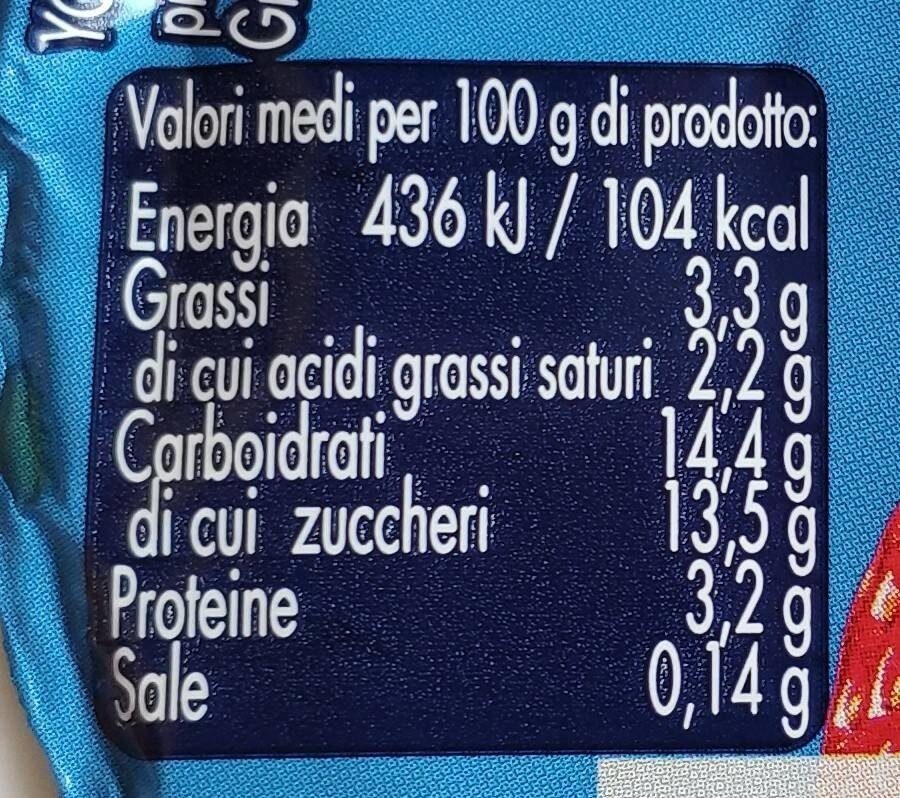 Valori medi per 100 g di prodotto:
Energia 436 kJ / 104 kcal
Grassi 3,3 g
di cui acidi grassi saturi 2,2 g
Carboidrati 14,4 g
di cui zuccheri 13,5 g
Proteine 3,2 g
Sale 0,14 g